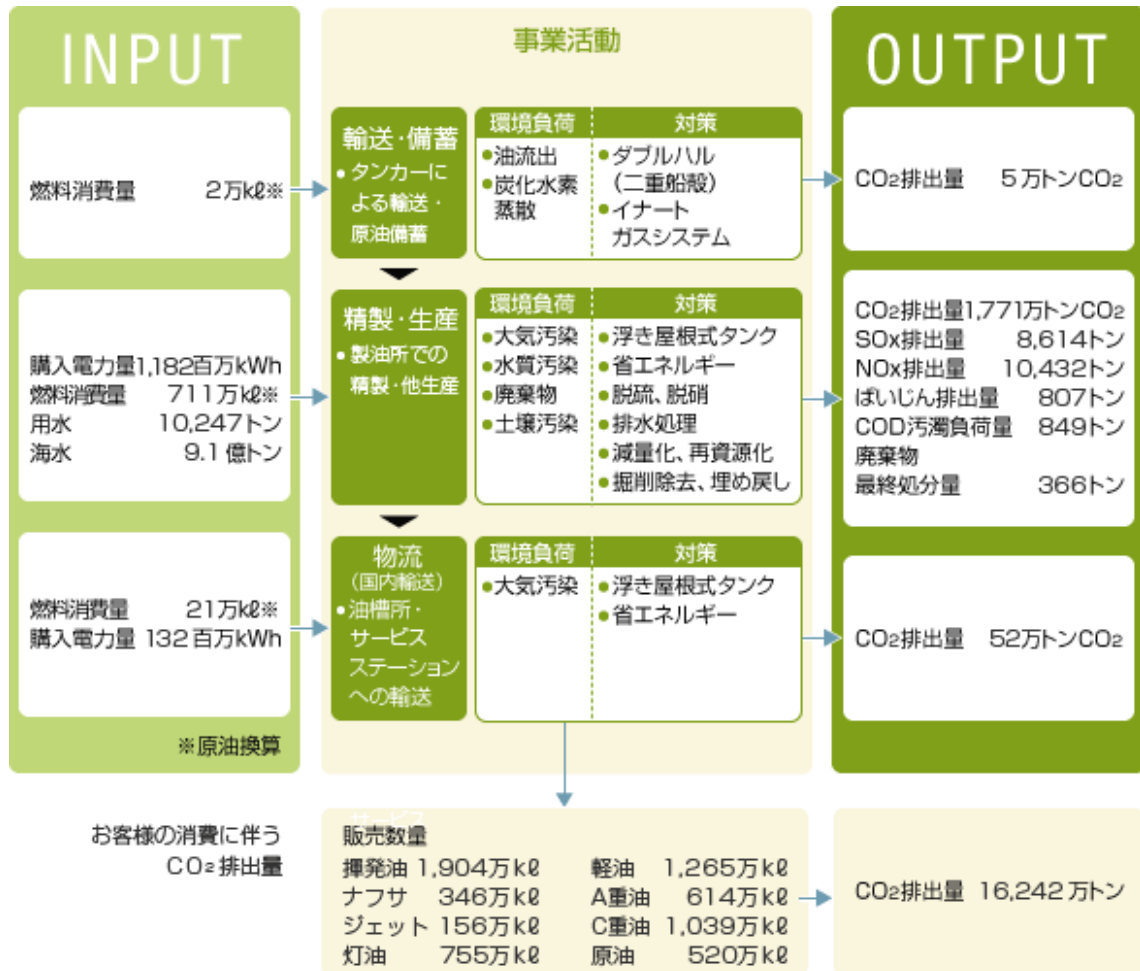 INPUT
事業活動
OUTPUT
燃料消費量 2万kℓ※
輸送・備蓄
●タンカーに
よる輸送・
原油備蓄
環境負荷 対策
●油流出
●炭化水素
蒸散
●ダブルハル
(二重船殻)
●イナート
ガスシステム
CO₂排出量 5万トンCO₂
購入電力量1,182百万kWh
燃料消費量 711万kℓ※
用水 10,247トン
海水 9.1億トン
精製・生産
●製油所での
精製・他生産
環境負荷 対策
●大気汚染
●水質汚染
●廃棄物
●土壌汚染
●浮き屋根式タンク
●省エネルギー
●脱硫、脱硝
●排水処理
●減量化、再資源化
●掘削除去、埋め戻し
CO₂排出量1,771万トンCO₂
SOx排出量 8,614トン
NOx排出量 10,432トン
ばいじん排出量 807トン
COD汚濁負荷量 849トン
廃棄物
最終処分量 366トン
燃料消費量 21万kℓ※
購入電力量 132百万kWh
物流
(国内輸送)
●油槽所・
サービス
ステーション
への輸送
環境負荷 対策
●大気汚染
●浮き屋根式タンク
●省エネルギー
CO₂排出量 52万トンCO₂
※原油換算
お客様の消費に伴う
CO₂排出量
サービス
販売数量
揮発油 1,904万kℓ 軽油 1,265万kℓ
ナフサ 346万kℓ A重油 614万kℓ
ジェット 156万kℓ C重油 1,039万kℓ
灯油 755万kℓ 原油 520万kℓ
CO₂排出量 16,242万トン